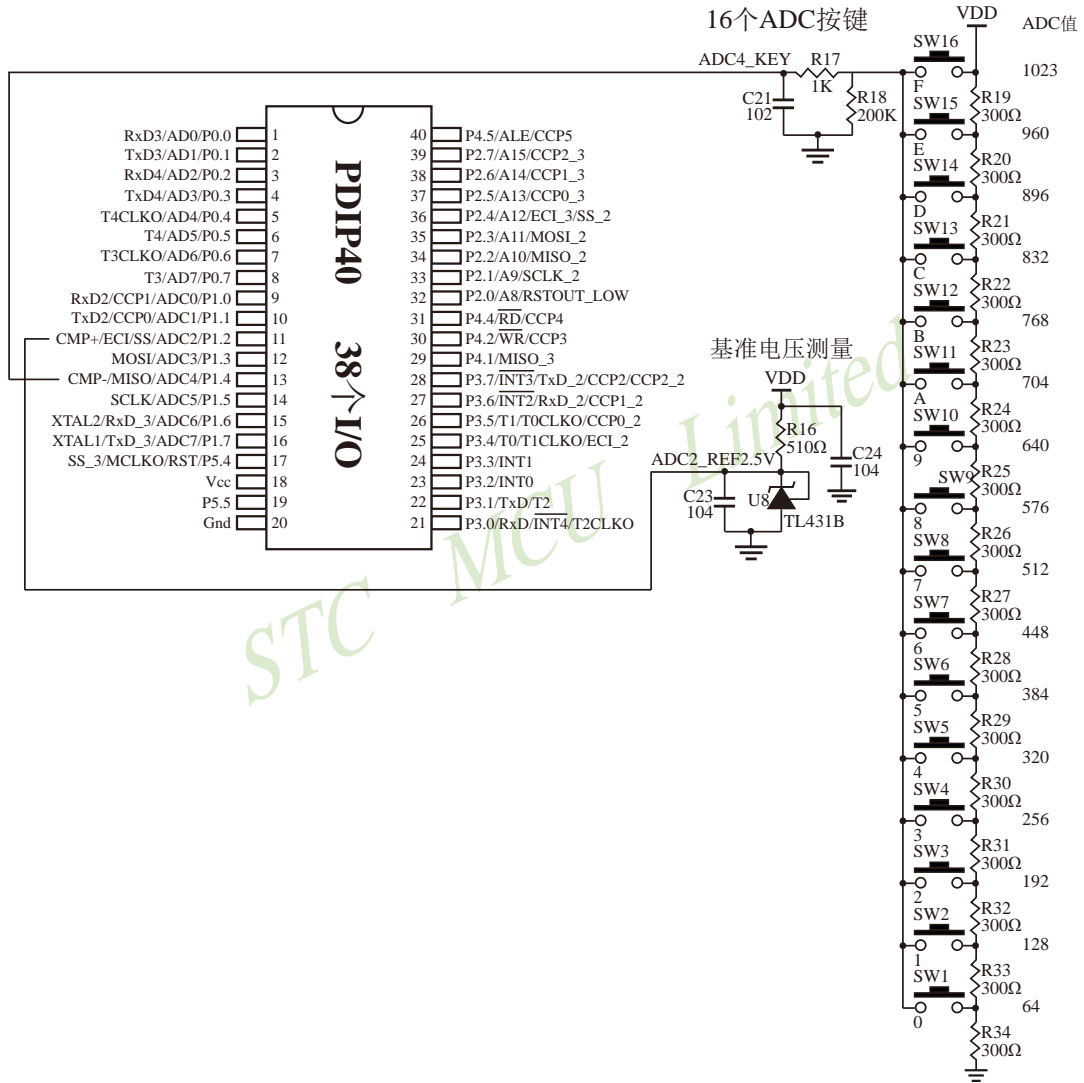 16个ADC按键
VDD
ADC值
ADC4_KEY
R17
1K
C21
102
R18
200K
SW16
F
1023
R19
300Ω
SW15
E
960
R20
300Ω
SW14
D
896
R21
300Ω
SW13
C
832
R22
300Ω
SW12
B
768
R23
300Ω
SW11
A
704
R24
300Ω
SW10
9
640
R25
300Ω
SW9
8
576
R26
300Ω
SW8
7
512
R27
300Ω
SW7
6
448
R28
300Ω
SW6
5
384
R29
300Ω
SW5
4
320
R30
300Ω
SW4
3
256
R31
300Ω
SW3
2
192
R32
300Ω
SW2
1
128
R33
300Ω
SW1
0
64
R34
300Ω
PDIP40 38个I/O
RxD3/AD0/P0.0 1
TxD3/AD1/P0.1 2
RxD4/AD2/P0.2 3
TxD4/AD3/P0.3 4
T4CLKO/AD4/P0.4 5
T4/AD5/P0.5 6
T3CLKO/AD6/P0.6 7
T3/AD7/P0.7 8
RxD2/CCP1/ADC0/P1.0 9
TxD2/CCP0/ADC1/P1.1 10
CMP+/ECI/SS/ADC2/P1.2 11
MOSI/ADC3/P1.3 12
CMP-/MISO/ADC4/P1.4 13
SCLK/ADC5/P1.5 14
XTAL2/RxD_3/ADC6/P1.6 15
XTAL1/TxD_3/ADC7/P1.7 16
SS_3/MCLKO/RST/P5.4 17
Vcc 18
P5.5 19
Gnd 20
40 P4.5/ALE/CCP5
39 P2.7/A15/CCP2_3
38 P2.6/A14/CCP1_3
37 P2.5/A13/CCP0_3
36 P2.4/A12/ECI_3/SS_2
35 P2.3/A11/MOSI_2
34 P2.2/A10/MISO_2
33 P2.1/A9/SCLK_2
32 P2.0/A8/RSTOUT_LOW
31 P4.4/RD/CCP4
30 P4.2/WR/CCP3
29 P4.1/MISO_3
28 P3.7/INT3/TxD_2/CCP2/CCP2_2
27 P3.6/INT2/RxD_2/CCP1_2
26 P3.5/T1/T0CLKO/CCP0_2
25 P3.4/T0/T1CLKO/ECI_2
24 P3.3/INT1
23 P3.2/INT0
22 P3.1/TxD/T2
21 P3.0/RxD/INT4/T2CLKO
基准电压测量
VDD
R16
510Ω
C24
104
ADC2_REF2.5V
C23
104
U8
TL431B
STC MCU Limited